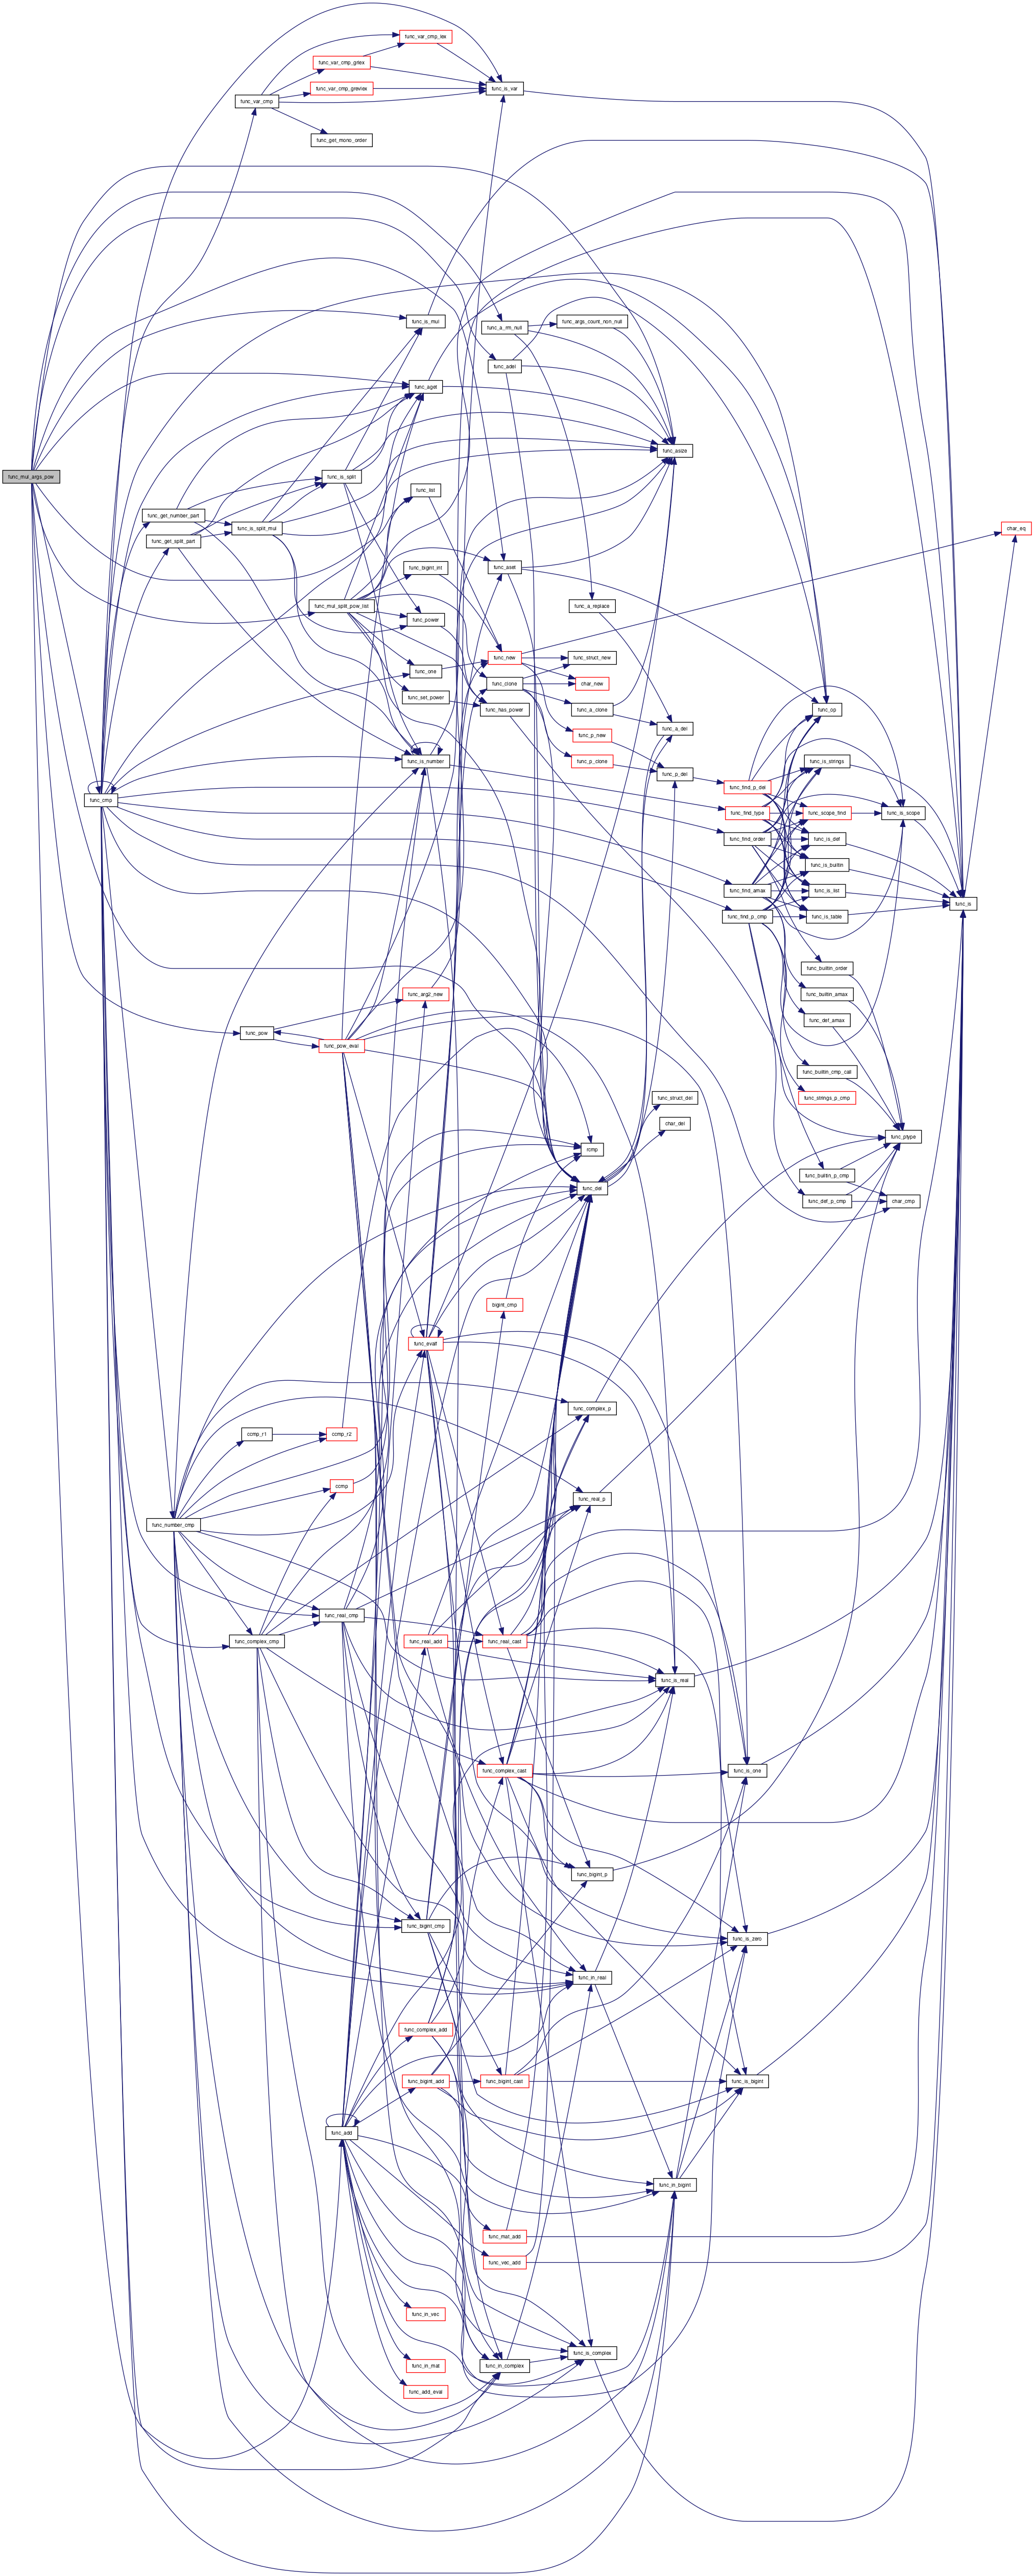 func_var_cmp_lex
func_var_cmp_grlex
func_var_cmp_grevlex
func_is_var
func_var_cmp
func_get_mono_order
func_is_mul
func_a_rm_null
func_args_count_non_null
func_adel
func_aget
func_asize
func_mul_args_pow
func_is_split
func_list
func_get_number_part
func_is_split_mul
char_eq
func_get_split_part
func_bigint_int
func_aset
func_mul_split_pow_list
func_a_replace
func_power
func_new
func_struct_new
func_one
func_clone
char_new
func_set_power
func_has_power
func_a_clone
func_op
func_a_del
func_p_new
func_is_number
func_p_clone
func_is_strings
func_p_del
func_find_p_del
func_cmp
func_find_type
func_scope_find
func_is_scope
func_find_order
func_is_def
func_is_builtin
func_find_amax
func_is_list
func_is
func_find_p_cmp
func_is_table
func_builtin_order
func_arg2_new
func_builtin_amax
func_def_amax
func_pow
func_pow_eval
func_builtin_cmp_call
func_struct_del
func_strings_p_cmp
char_del
func_ptype
rcmp
func_builtin_p_cmp
func_del
func_def_p_cmp
char_cmp
bigint_cmp
func_evalf
func_complex_p
ccmp_r1
ccmp_r2
ccmp
func_real_p
func_number_cmp
func_real_cmp
func_complex_cmp
func_real_add
func_real_cast
func_is_real
func_complex_cast
func_is_one
func_bigint_p
func_bigint_cmp
func_is_zero
func_in_real
func_complex_add
func_bigint_add
func_bigint_cast
func_is_bigint
func_add
func_in_bigint
func_mat_add
func_vec_add
func_in_vec
func_is_complex
func_in_mat
func_in_complex
func_add_eval